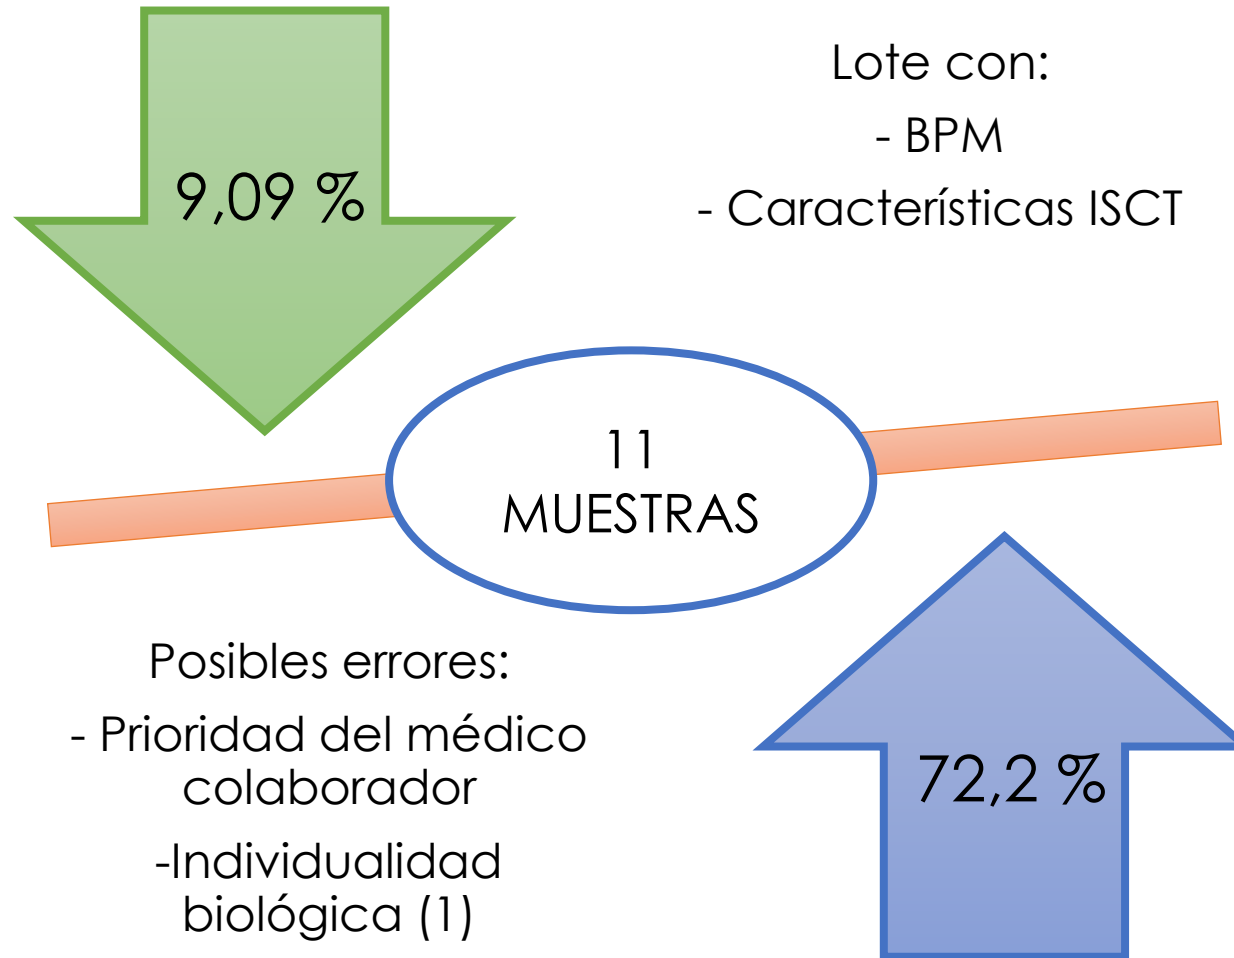 9,09 %
Lote con:
- BPM
- Características ISCT
11
MUESTRAS
Posibles errores:
- Prioridad del médico
colaborador
-Individualidad
biológica (1)
72,2 %